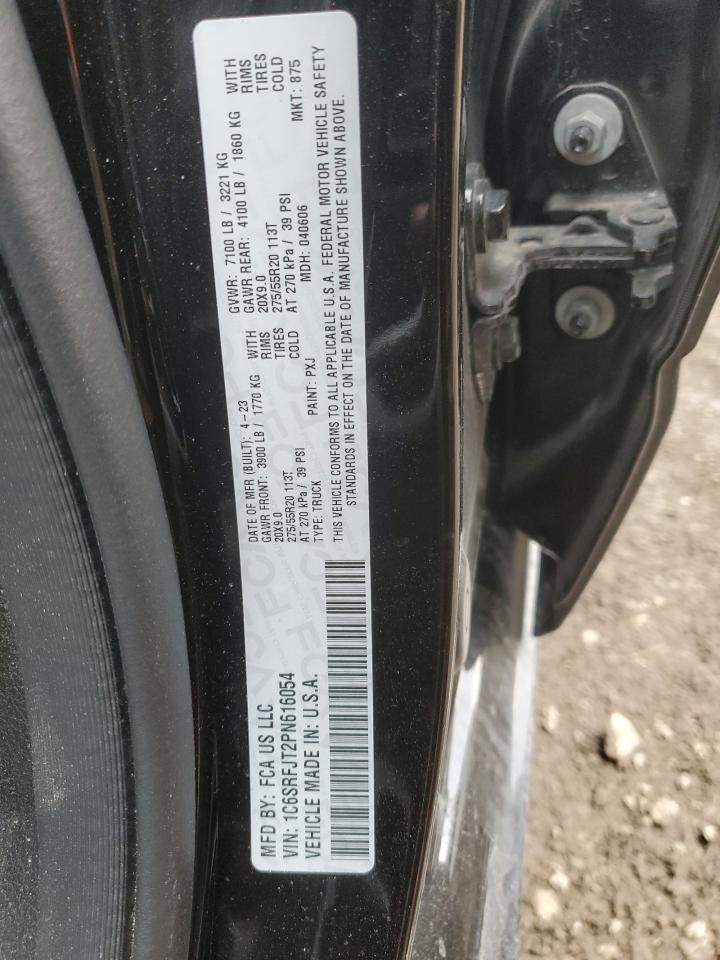 MFD BY: FCA US LLC
VIN: 1C6SRFJT2PN616054
VEHICLE MADE IN: U.S.A.
DATE OF MFR (BUILT): 4-23 GVWR: 7100 LB / 3221 KG
GAWR FRONT: 3900 LB / 1770 KG WITH GAWR REAR: 4100 LB / 1860 KG WITH
20X9.0 RIMS 20X9.0 RIMS
275/55R20 113T TIRES 275/55R20 113T TIRES
AT 270 kPa / 39 PSI COLD AT 270 kPa / 39 PSI COLD
TYPE: TRUCK PAINT: PXJ MDH: 040606 MKT: 875
THIS VEHICLE CONFORMS TO ALL APPLICABLE U.S.A. FEDERAL MOTOR VEHICLE SAFETY
STANDARDS IN EFFECT ON THE DATE OF MANUFACTURE SHOWN ABOVE.